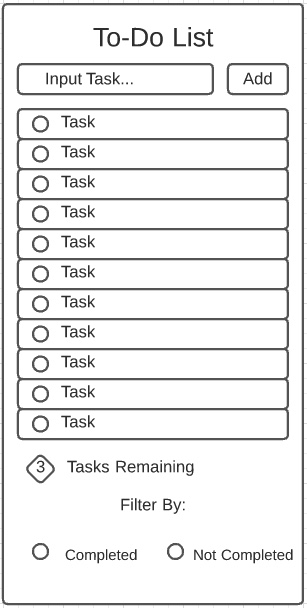 To-Do List
Input Task... Add
Task
Task
Task
Task
Task
Task
Task
Task
Task
Task
Task
3 Tasks Remaining
Filter By:
Completed Not Completed